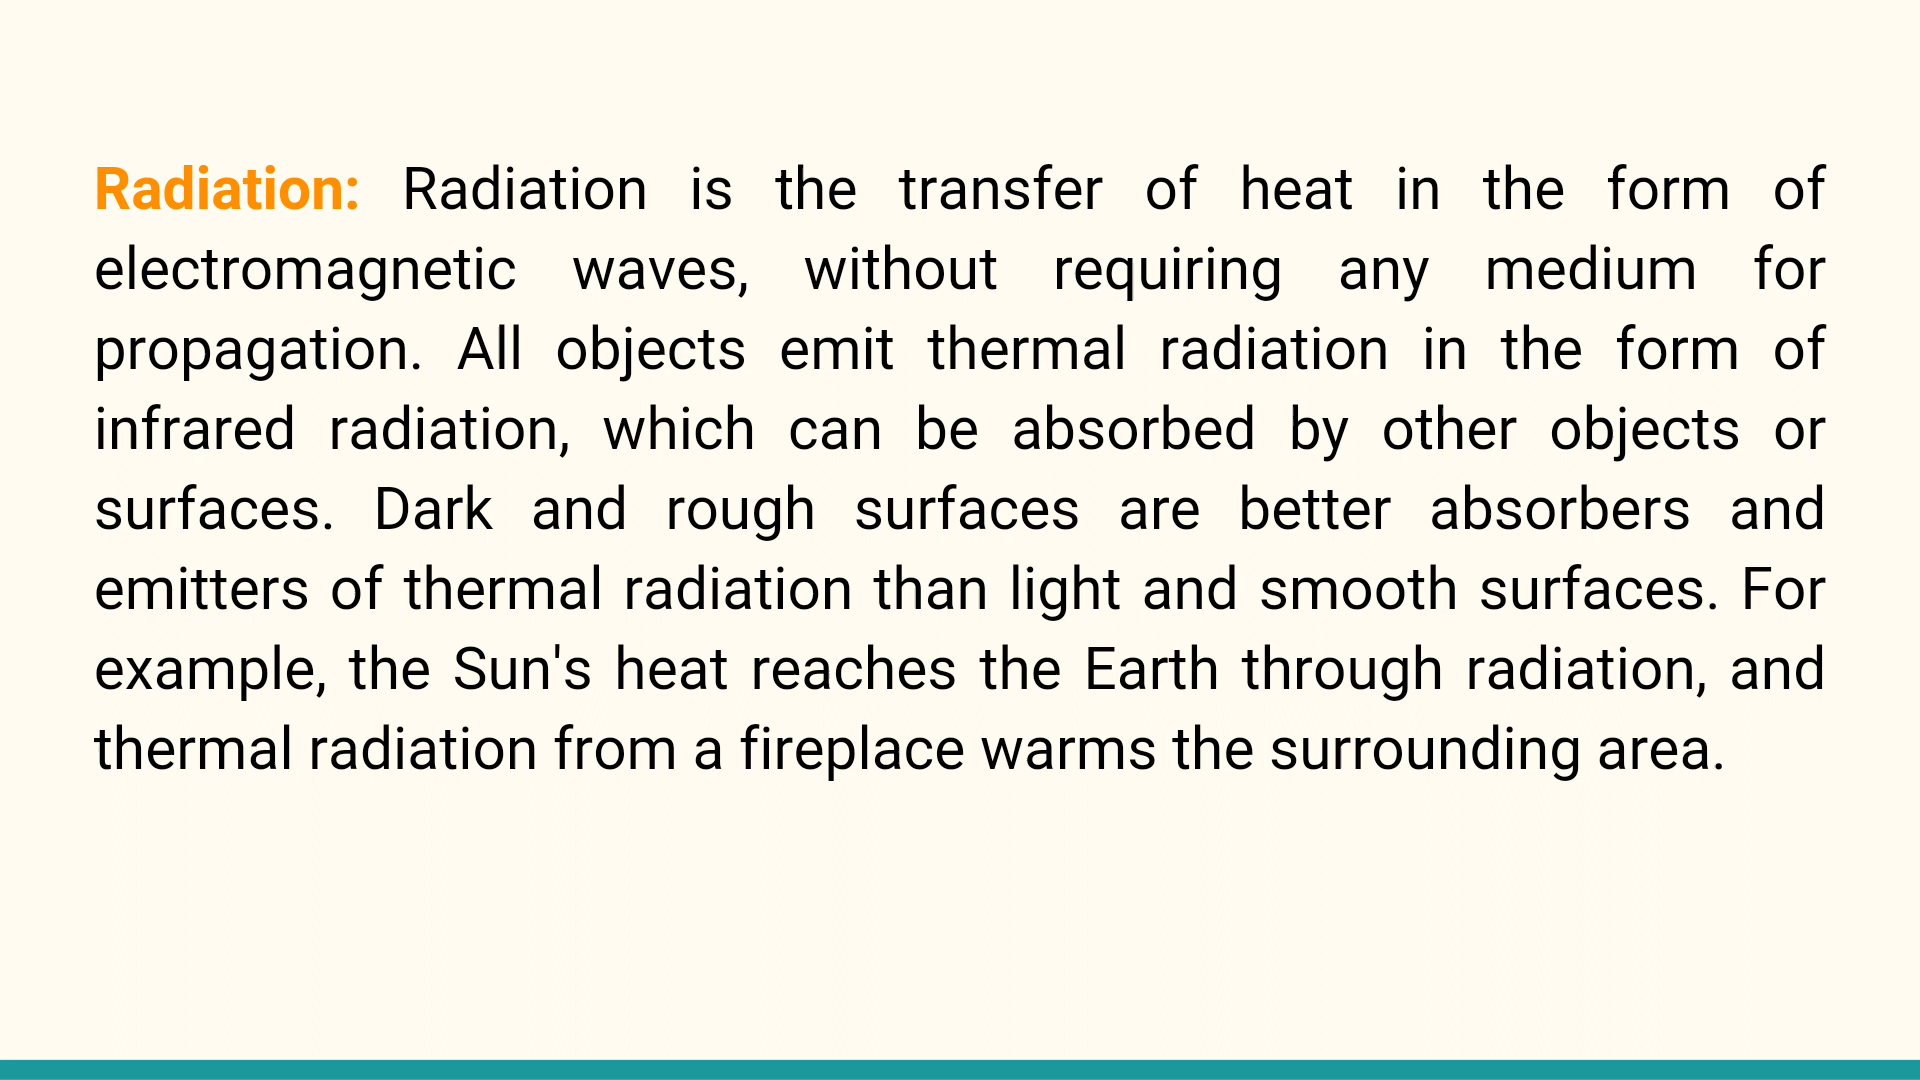 Radiation: Radiation is the transfer of heat in the form of
electromagnetic waves, without requiring any medium for
propagation. All objects emit thermal radiation in the form of
infrared radiation, which can be absorbed by other objects or
surfaces. Dark and rough surfaces are better absorbers and
emitters of thermal radiation than light and smooth surfaces. For
example, the Sun's heat reaches the Earth through radiation, and
thermal radiation from a fireplace warms the surrounding area.